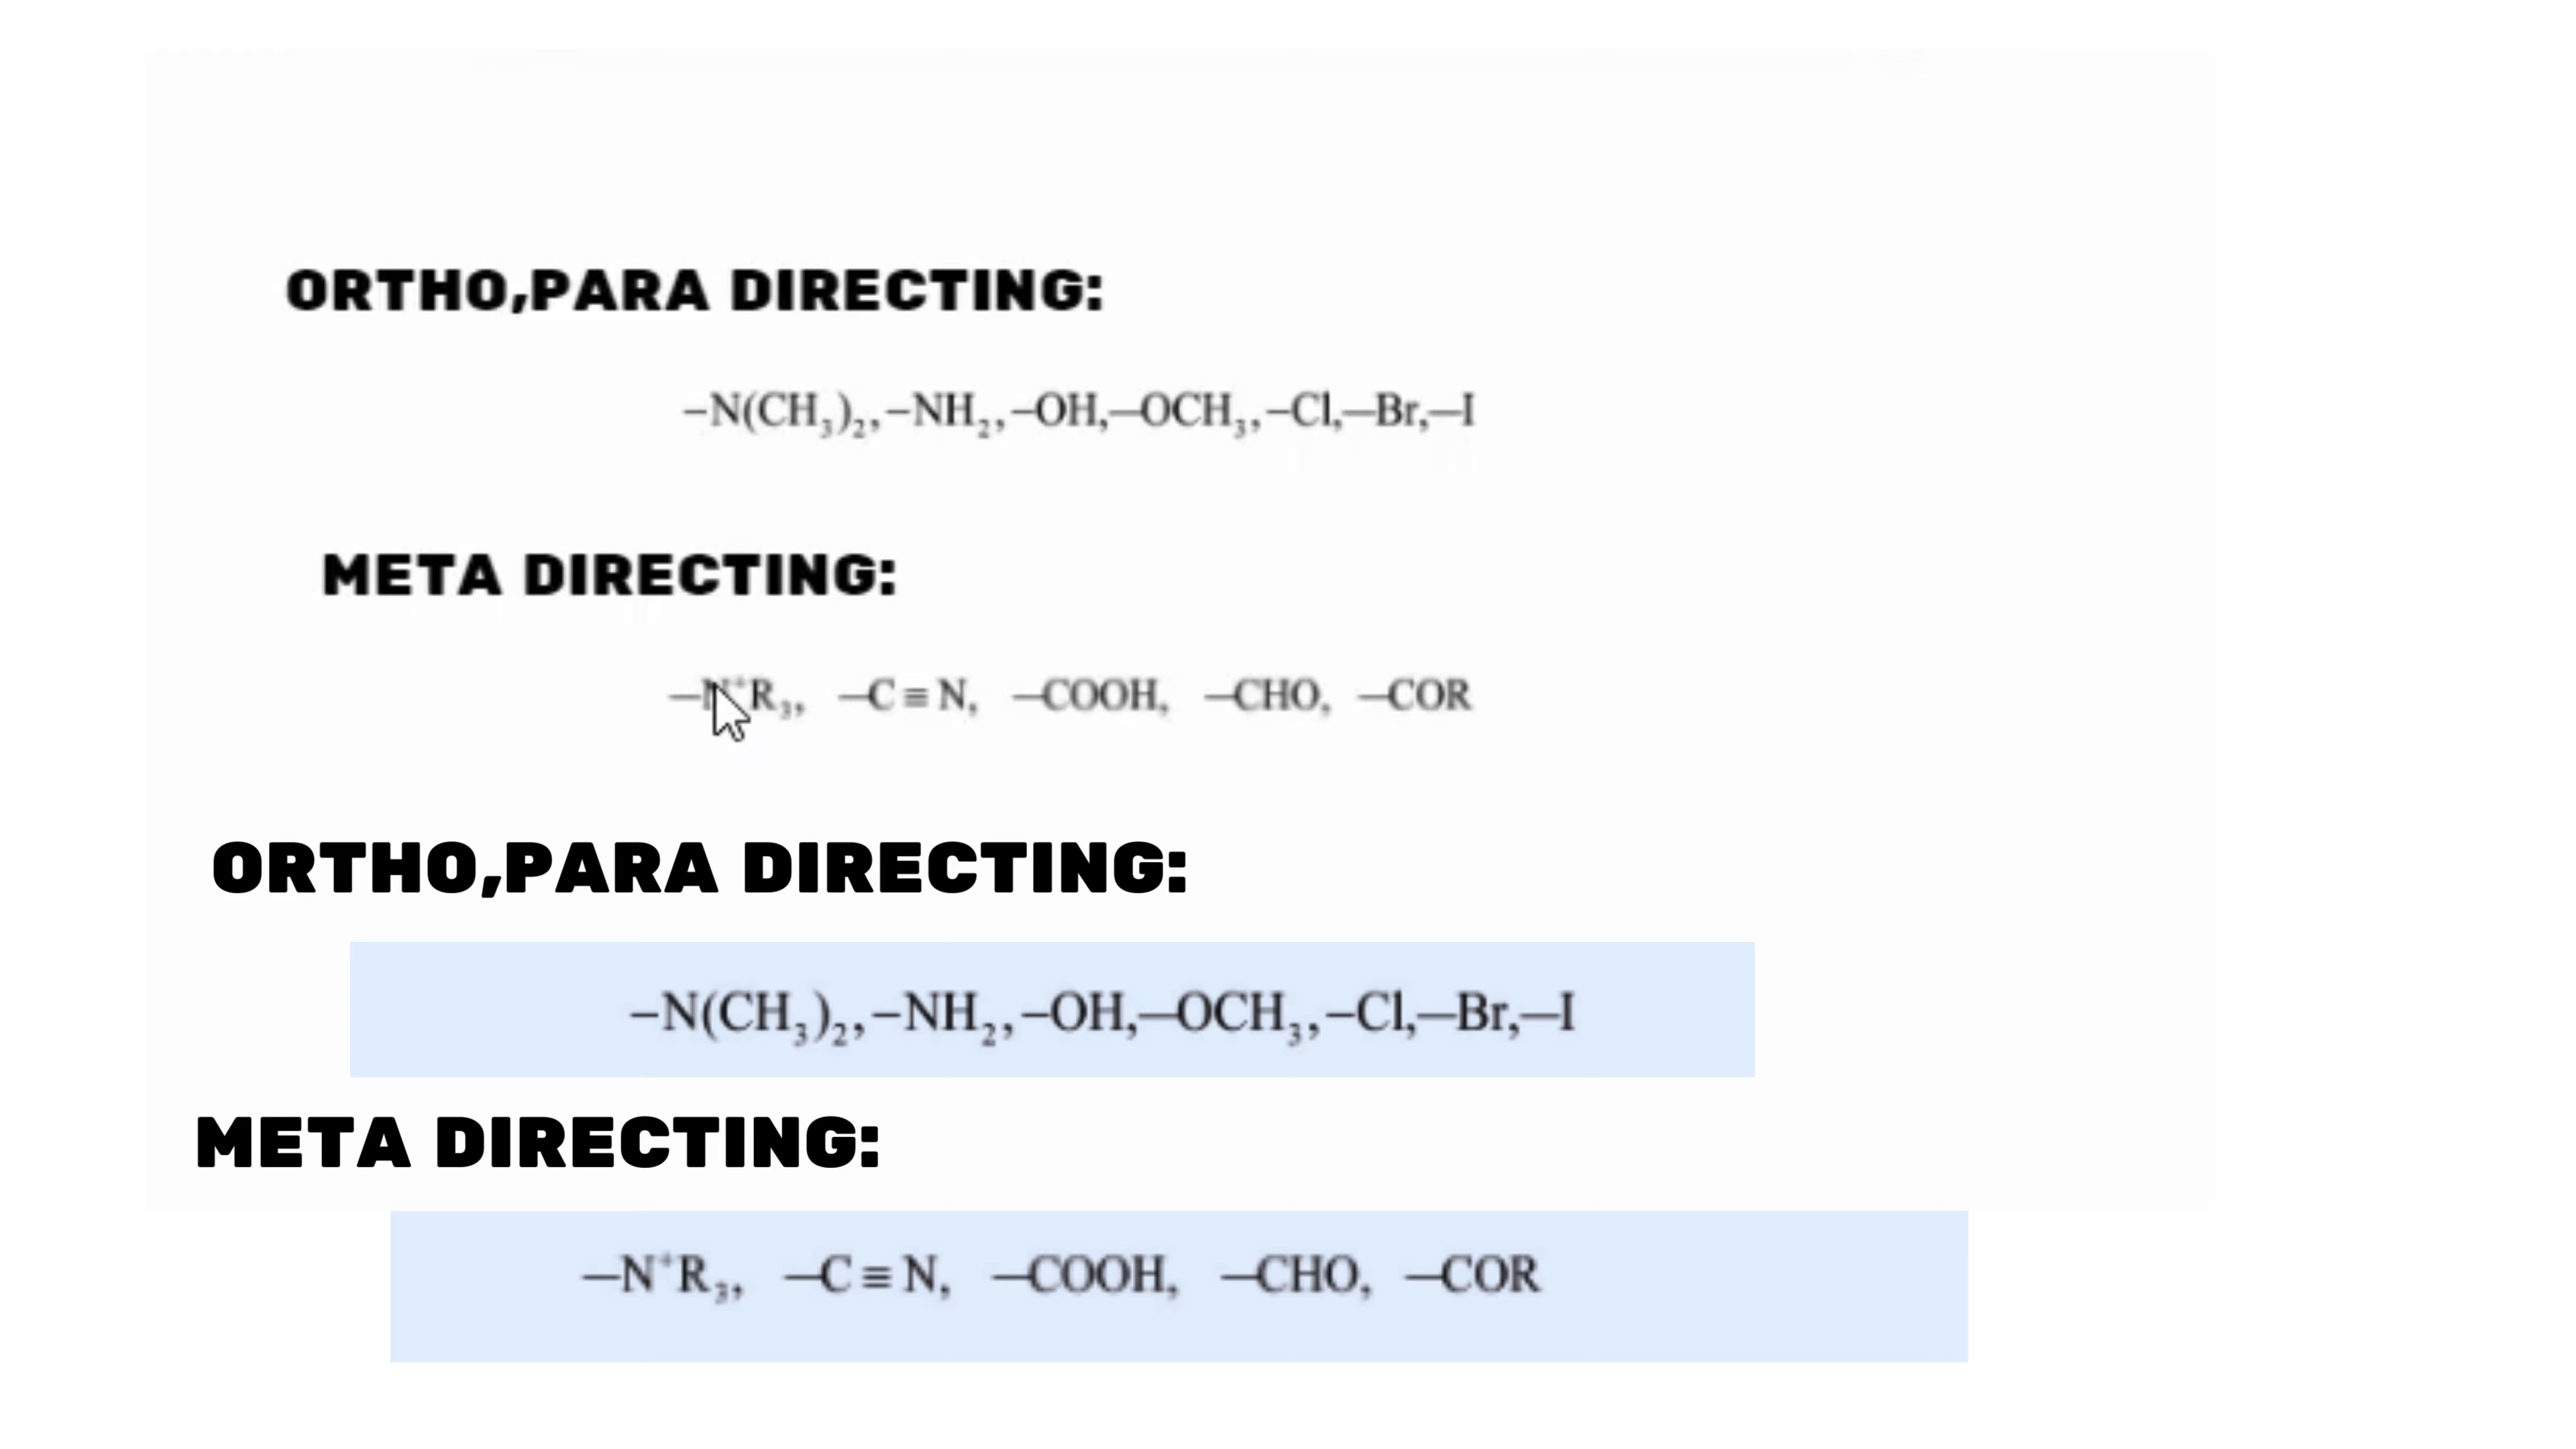 ORTHO,PARA DIRECTING:
–N(CH₃)₂,–NH₂,–OH,–OCH₃,–Cl,–Br,–I
META DIRECTING:
–N⁺R₃, –C≡N, –COOH, –CHO, –COR
ORTHO,PARA DIRECTING:
–N(CH₃)₂,–NH₂,–OH,–OCH₃,–Cl,–Br,–I
META DIRECTING:
–N⁺R₃, –C≡N, –COOH, –CHO, –COR